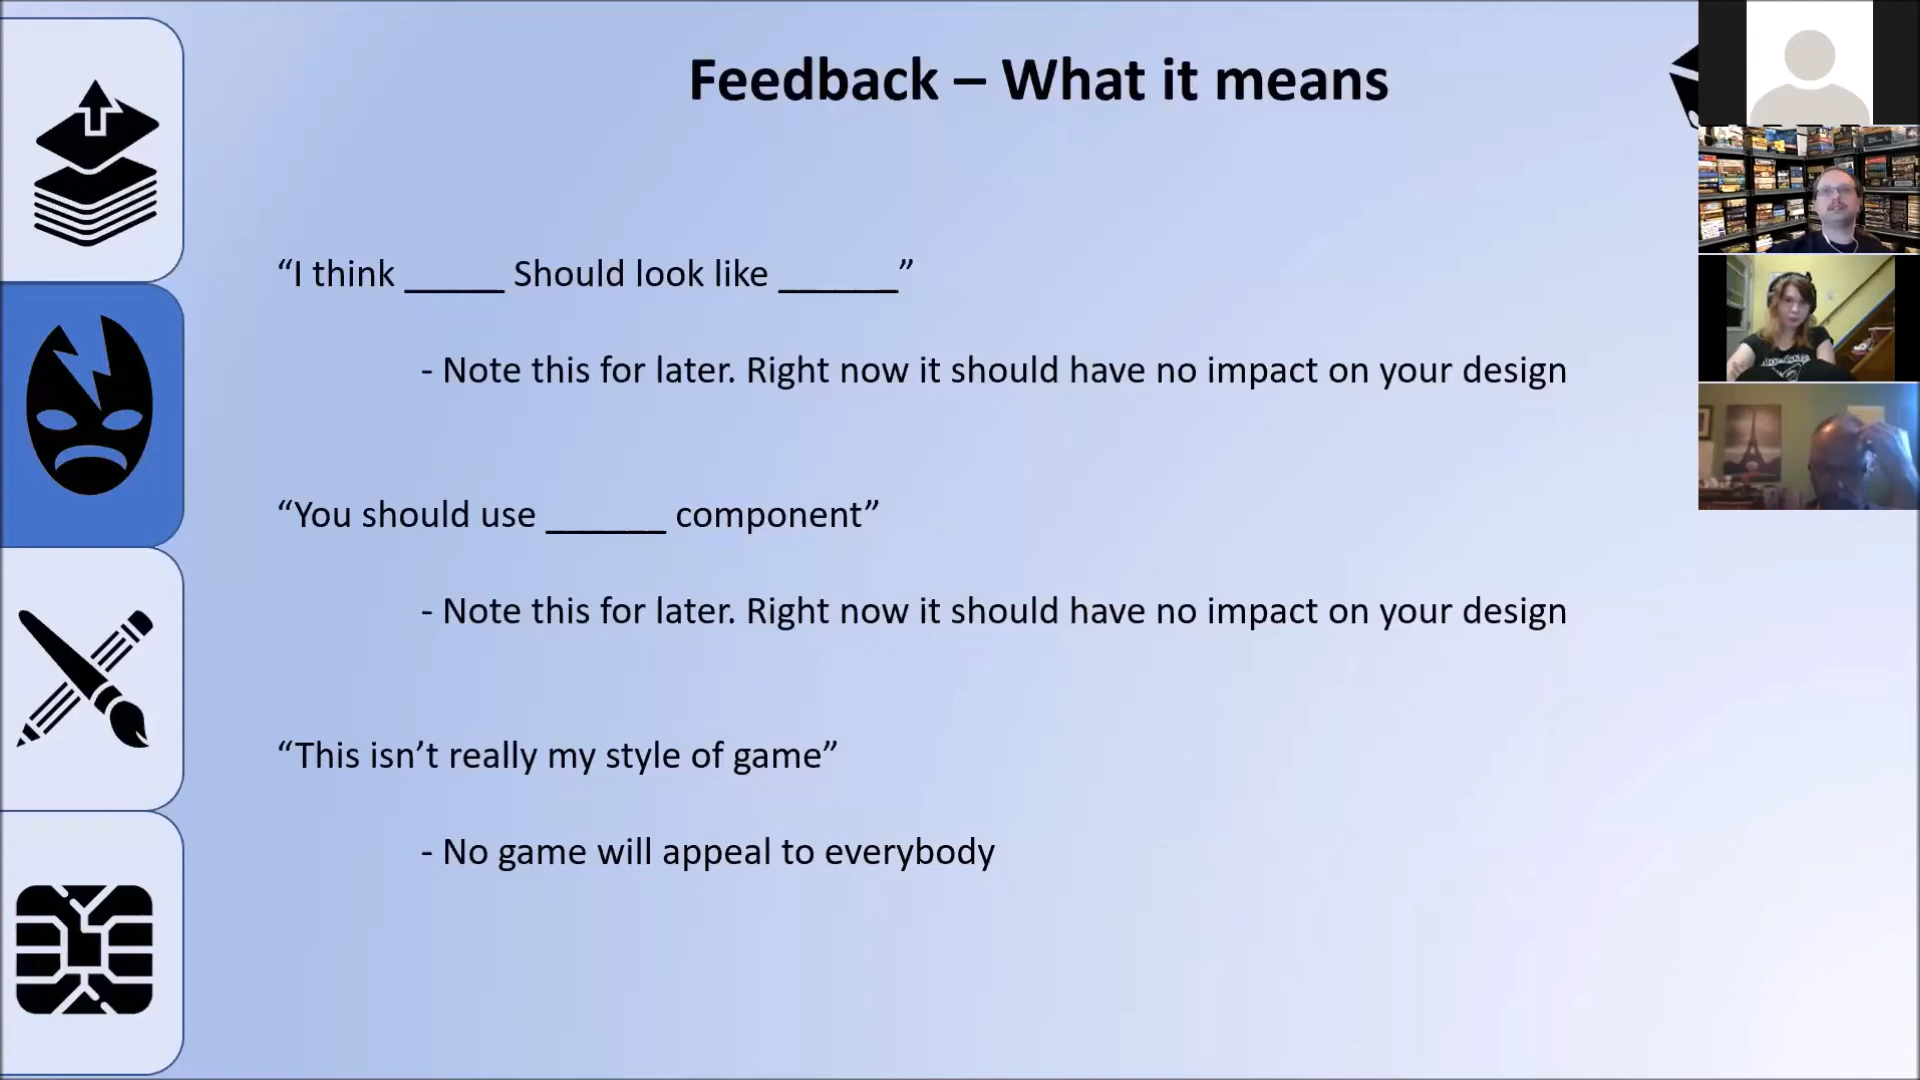 Feedback – What it means
“I think _____ Should look like ______”
- Note this for later. Right now it should have no impact on your design
“You should use ______ component”
- Note this for later. Right now it should have no impact on your design
“This isn’t really my style of game”
- No game will appeal to everybody